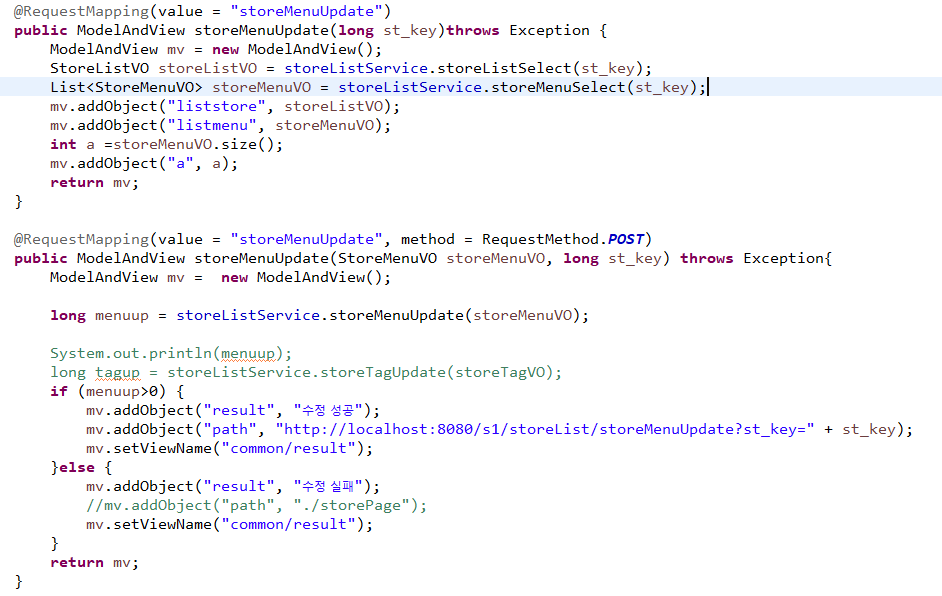 @RequestMapping(value = "storeMenuUpdate")
public ModelAndView storeMenuUpdate(long st_key)throws Exception {
    ModelAndView mv = new ModelAndView();
    StoreListVO storeListVO = storeListService.storeListSelect(st_key);
    List<StoreMenuVO> storeMenuVO = storeListService.storeMenuSelect(st_key);
    mv.addObject("liststore", storeListVO);
    mv.addObject("listmenu", storeMenuVO);
    int a =storeMenuVO.size();
    mv.addObject("a", a);
    return mv;
}

@RequestMapping(value = "storeMenuUpdate", method = RequestMethod.POST)
public ModelAndView storeMenuUpdate(StoreMenuVO storeMenuVO, long st_key) throws Exception{
    ModelAndView mv =  new ModelAndView();

    long menuup = storeListService.storeMenuUpdate(storeMenuVO);

    System.out.println(menuup);
    long tagup = storeListService.storeTagUpdate(storeTagVO);
    if (menuup>0) {
        mv.addObject("result", "수정 성공");
        mv.addObject("path", "http://localhost:8080/s1/storeList/storeMenuUpdate?st_key=" + st_key);
        mv.setViewName("common/result");
    }else {
        mv.addObject("result", "수정 실패");
        //mv.addObject("path", "./storePage");
        mv.setViewName("common/result");
    }
    return mv;
}